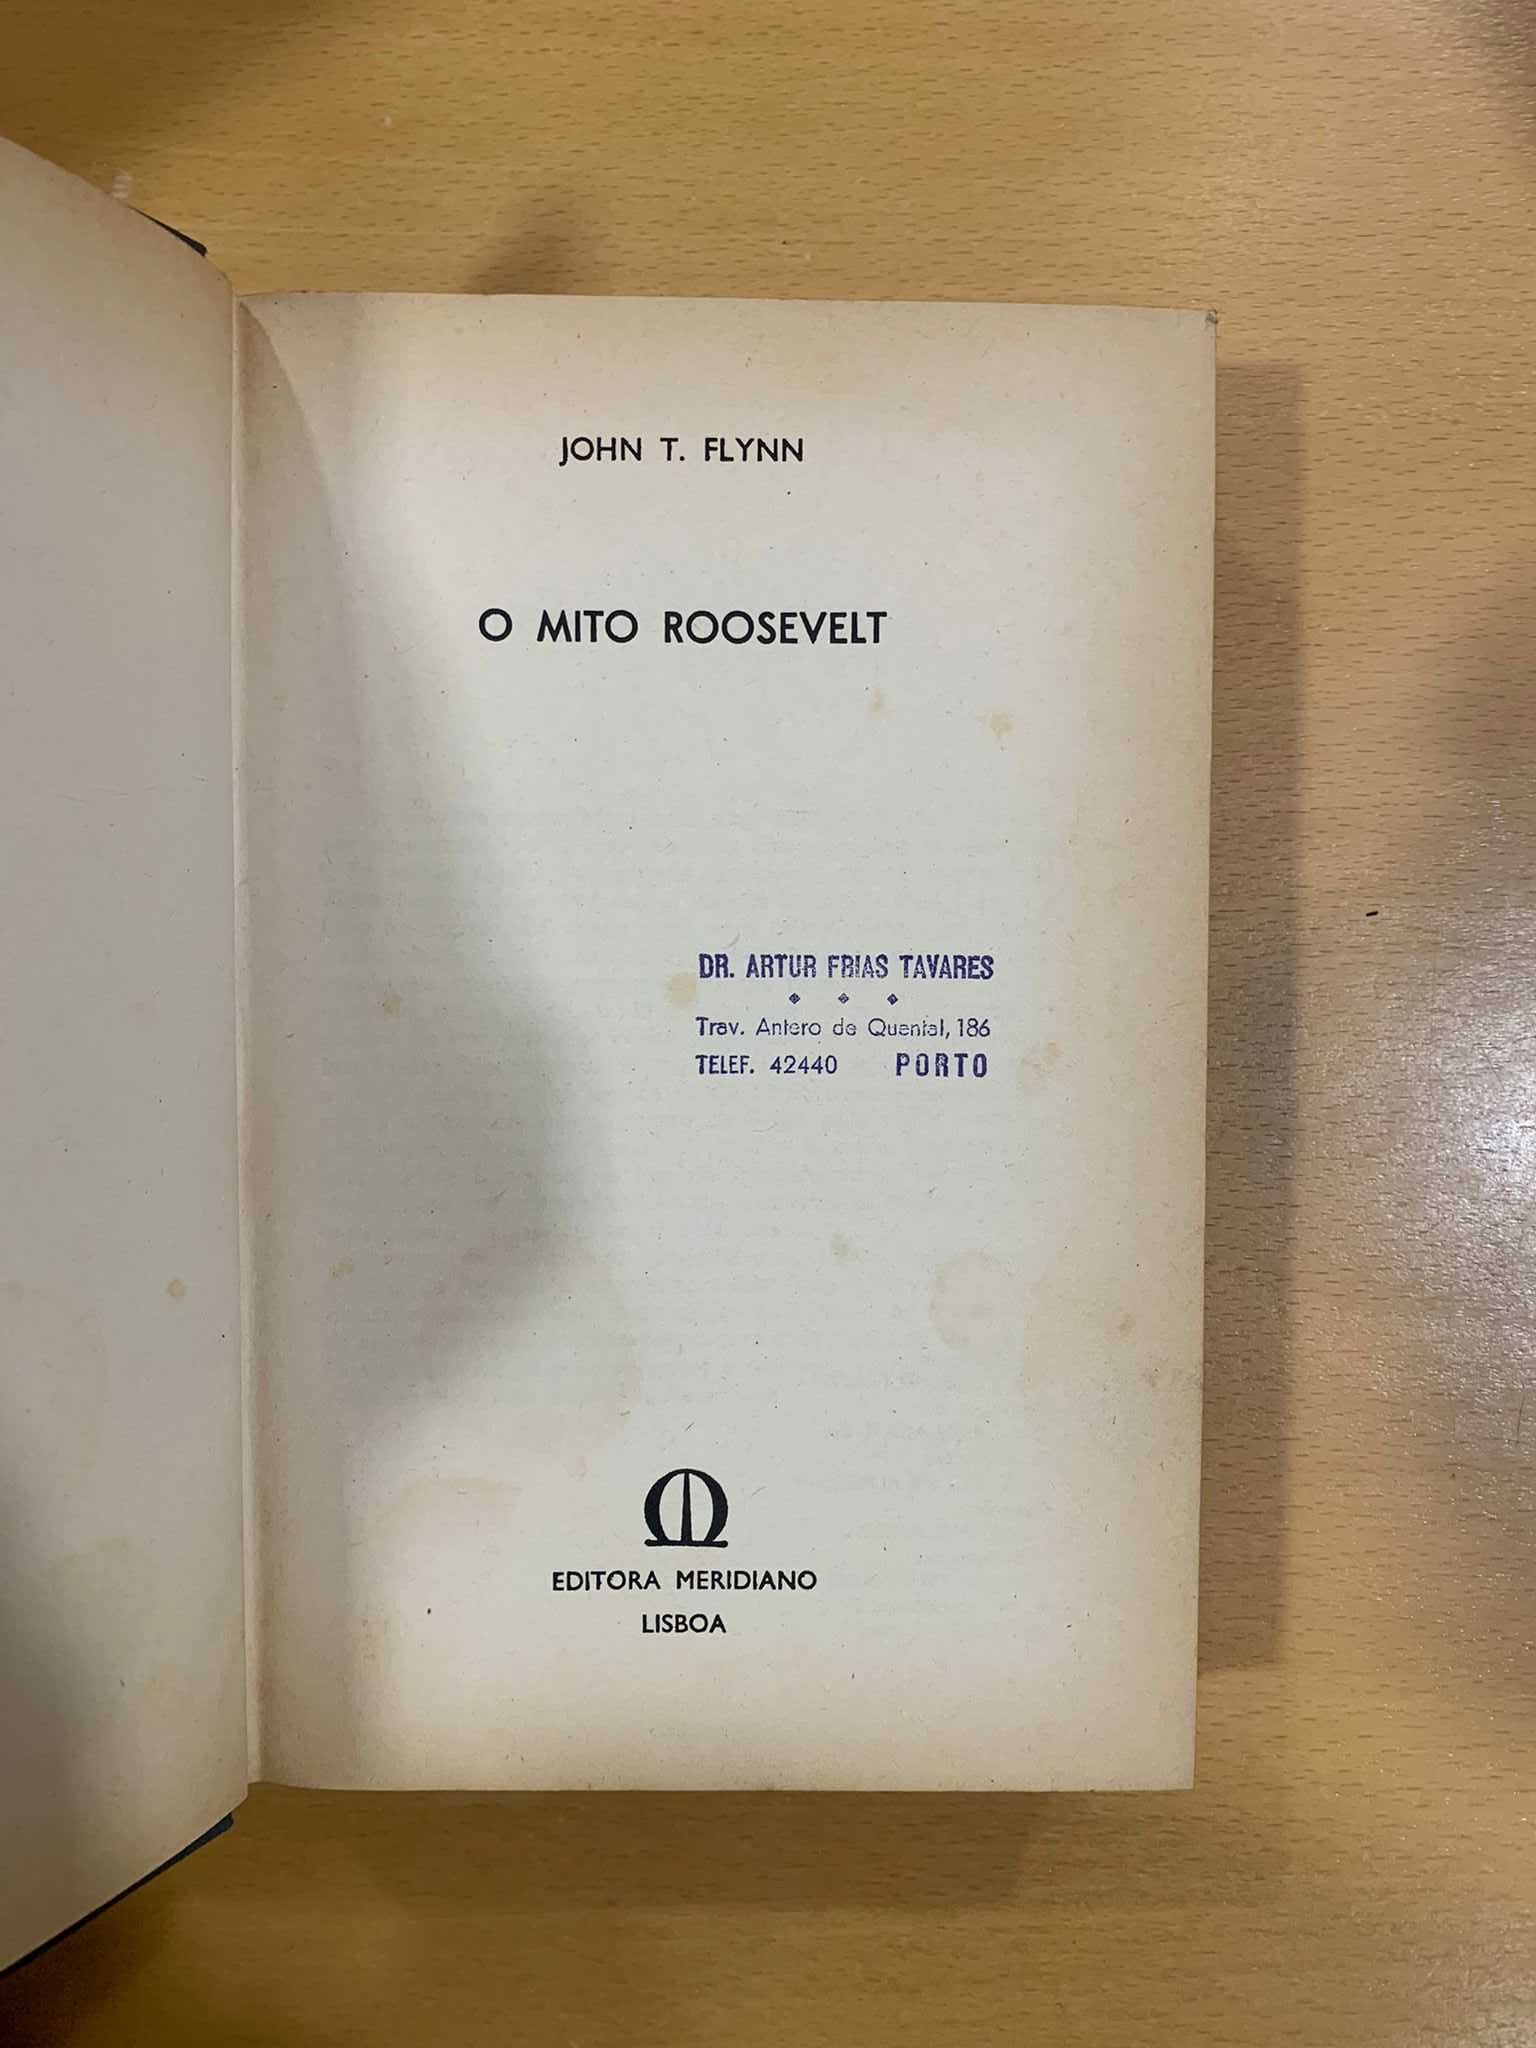 JOHN T. FLYNN
O MITO ROOSEVELT
DR. ARTUR FRIAS TAVARES
Trav. Antero de Quental, 186
TELEF. 42440 PORTO
EDITORA MERIDIANO
LISBOA